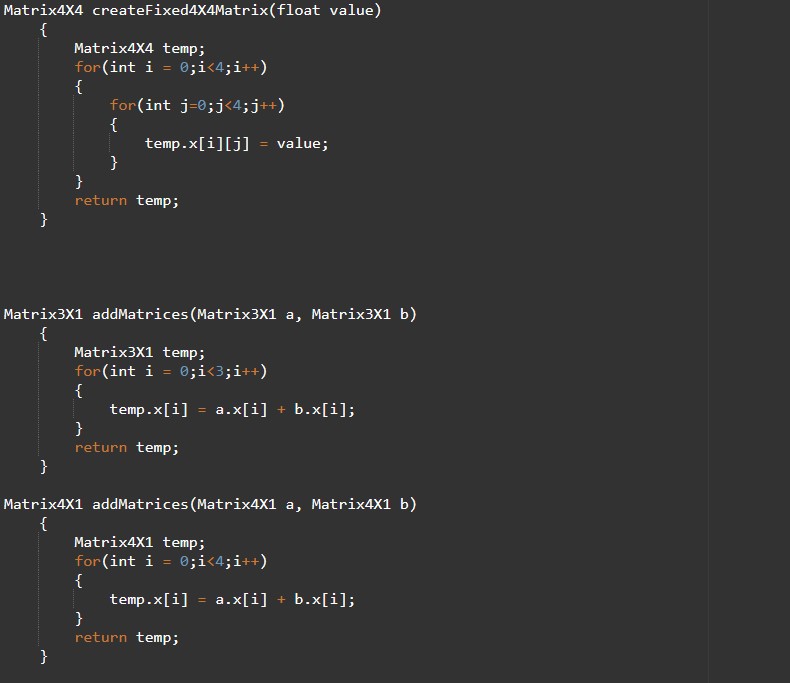 Matrix4X4 createFixed4X4Matrix(float value)
{
Matrix4X4 temp;
for(int i = 0;i<4;i++)
{
for(int j=0;j<4;j++)
{
temp.x[i][j] = value;
}
}
return temp;
}
Matrix3X1 addMatrices(Matrix3X1 a, Matrix3X1 b)
{
Matrix3X1 temp;
for(int i = 0;i<3;i++)
{
temp.x[i] = a.x[i] + b.x[i];
}
return temp;
}
Matrix4X1 addMatrices(Matrix4X1 a, Matrix4X1 b)
{
Matrix4X1 temp;
for(int i = 0;i<4;i++)
{
temp.x[i] = a.x[i] + b.x[i];
}
return temp;
}